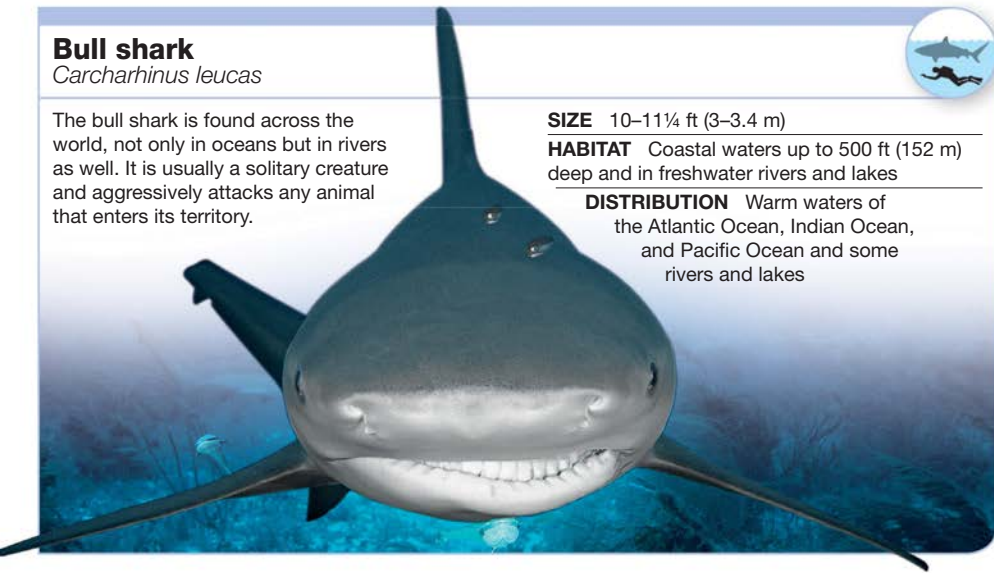 Bull shark
Carcharhinus leucas
The bull shark is found across the
world, not only in oceans but in rivers
as well. It is usually a solitary creature
and aggressively attacks any animal
that enters its territory.
SIZE 10–11¼ ft (3–3.4 m)
HABITAT Coastal waters up to 500 ft (152 m)
deep and in freshwater rivers and lakes
DISTRIBUTION Warm waters of
the Atlantic Ocean, Indian Ocean,
and Pacific Ocean and some
rivers and lakes